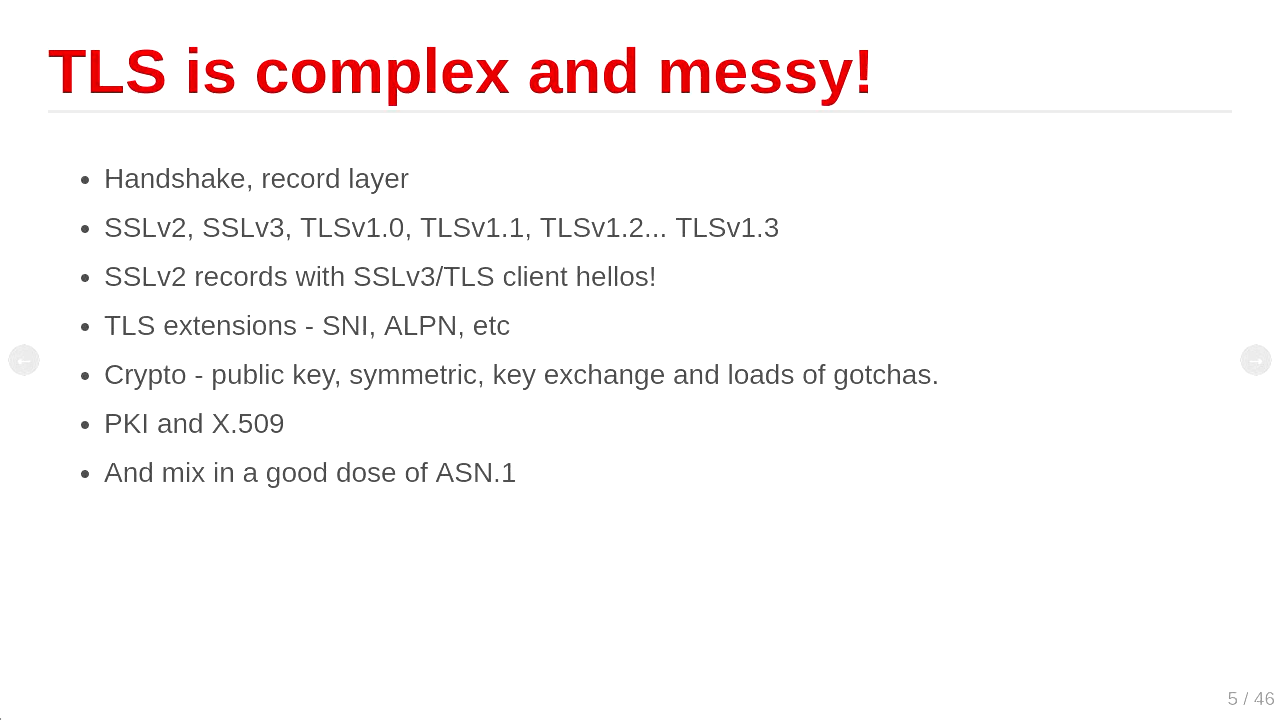 TLS is complex and messy!
• Handshake, record layer
• SSLv2, SSLv3, TLSv1.0, TLSv1.1, TLSv1.2... TLSv1.3
• SSLv2 records with SSLv3/TLS client hellos!
• TLS extensions - SNI, ALPN, etc
← →
• Crypto - public key, symmetric, key exchange and loads of gotchas.
• PKI and X.509
• And mix in a good dose of ASN.1
5 / 46